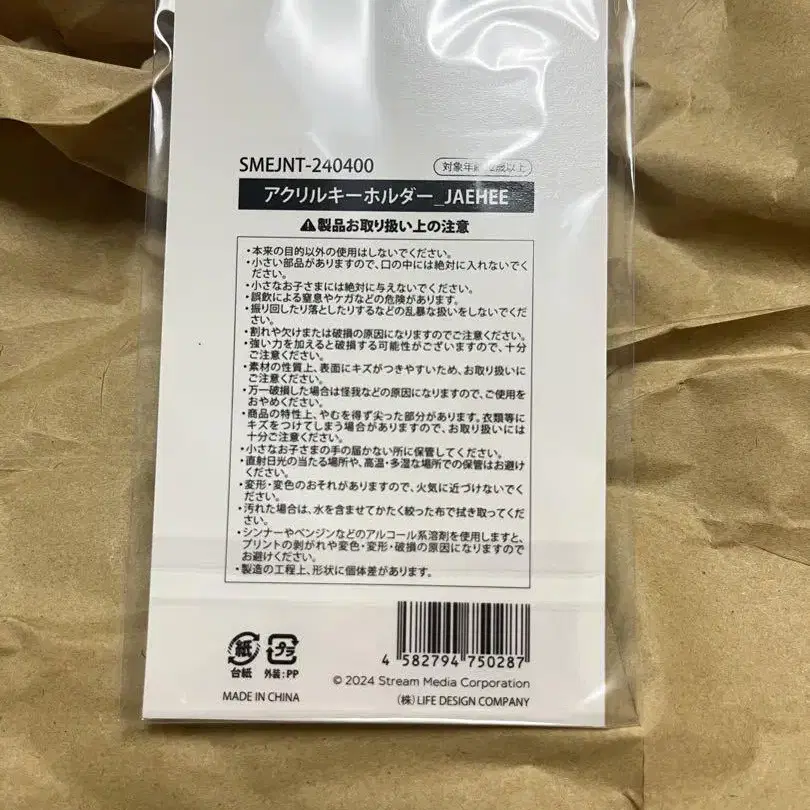 SMEJNT-240400
対象年齢 歳以上
アクリルキーホルダー_JAEHEE
⚠製品お取り扱い上の注意
・本来の目的以外の使用はしないでください。
・小さい部品がありますので、口の中には絶対に入れないでく
ださい。
・小さなお子さまには絶対に与えないでください。
・誤飲による窒息やケガなどの危険があります。
・振り回したり落としたりするなどの乱暴な扱いをしないでくだ
さい。
・割れや欠けまたは破損の原因になりますのでご注意ください。
・強い力を加えると破損する可能性がございますので、十分
ご注意ください。
・素材の性質上、表面にキズがつきやすいため、お取り扱いに
ご注意ください。
・万一破損した場合は怪我などの原因になりますので、ご使用を
おやめください。
・商品の特性上、やむを得ず尖った部分があります。衣類等に
キズをつけてしまう場合がありますので、お取り扱いには
十分ご注意ください。
・小さなお子さまの手の届かない所に保管してください。
・直射日光の当たる場所や、高温・多湿な場所での保管はお避け
ください。
・変形・変色のおそれがありますので、火気に近づけないでく
ださい。
・汚れた場合は、水を含ませてかたく絞った布で拭き取ってくだ
さい。
・シンナーやベンジンなどのアルコール系溶剤を使用しますと、
プリントの剥がれや変色・変形・破損の原因になりますので
お避けください。
・製造の工程上、形状に個体差があります。
紙 プラ
台紙 外装:PP
4 582794 750287
© 2024 Stream Media Corporation
MADE IN CHINA
(株)LIFE DESIGN COMPANY